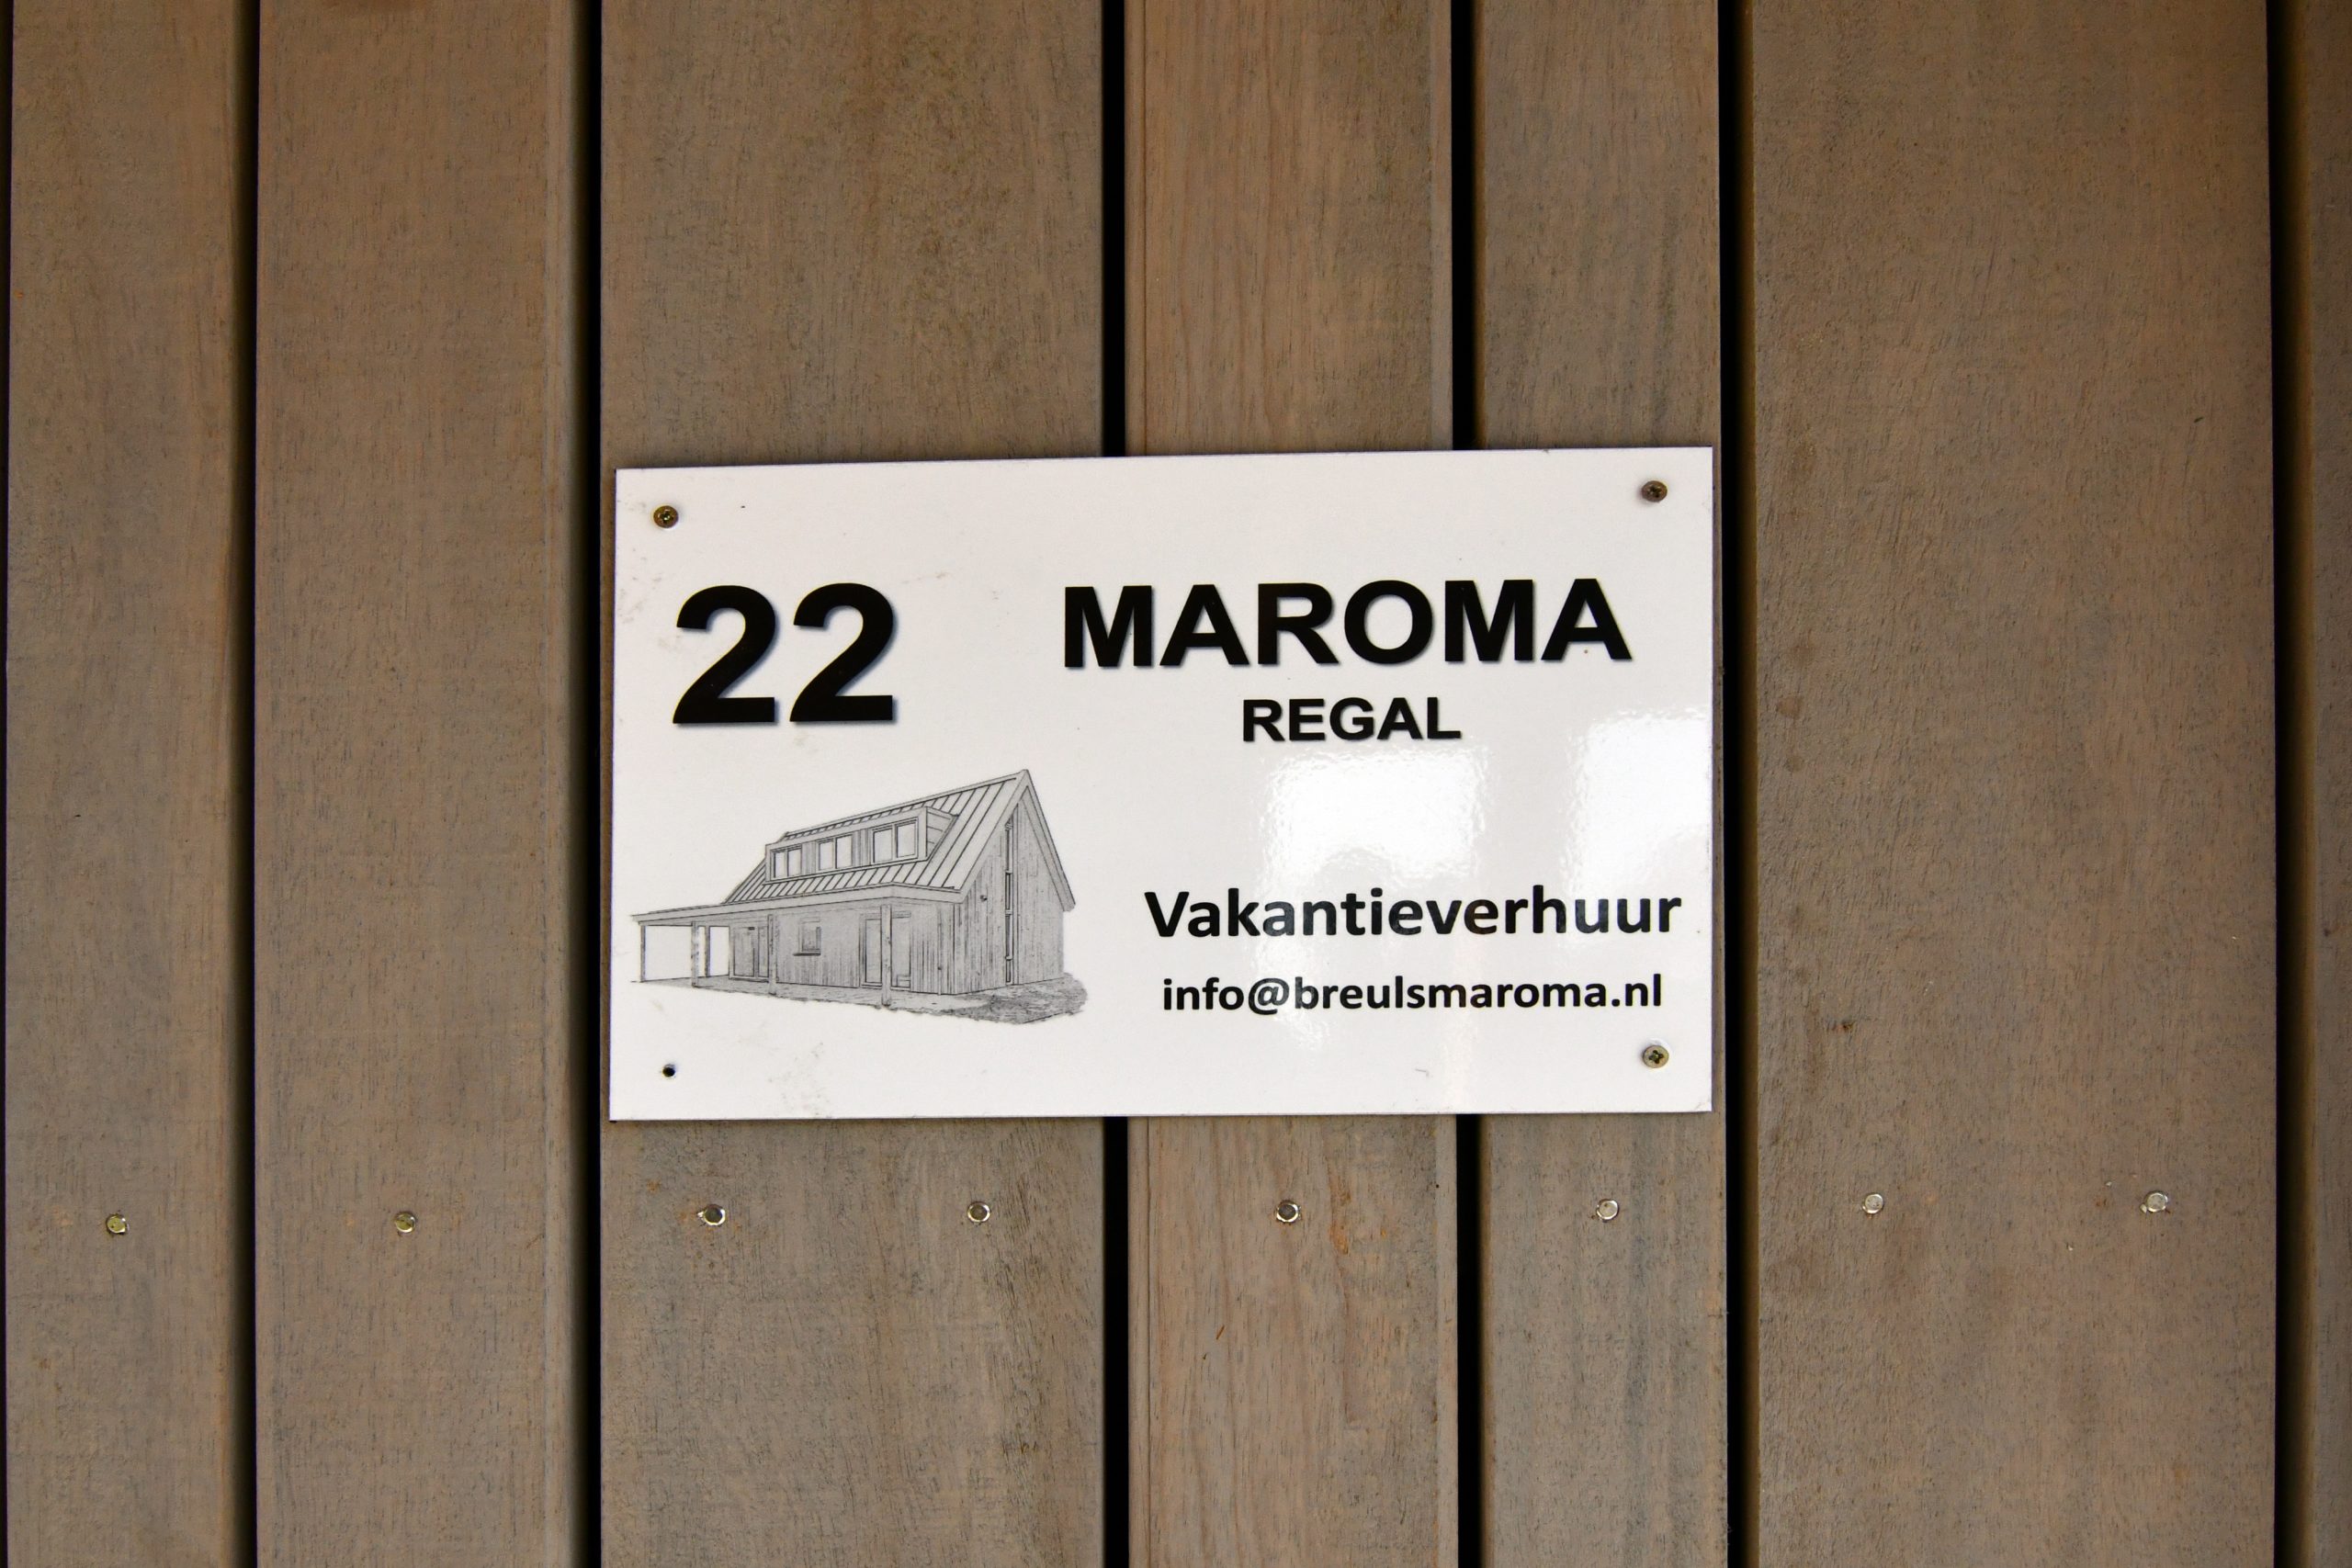 22
MAROMA
REGAL
Vakantieverhuur
info@breulsmaroma.nl